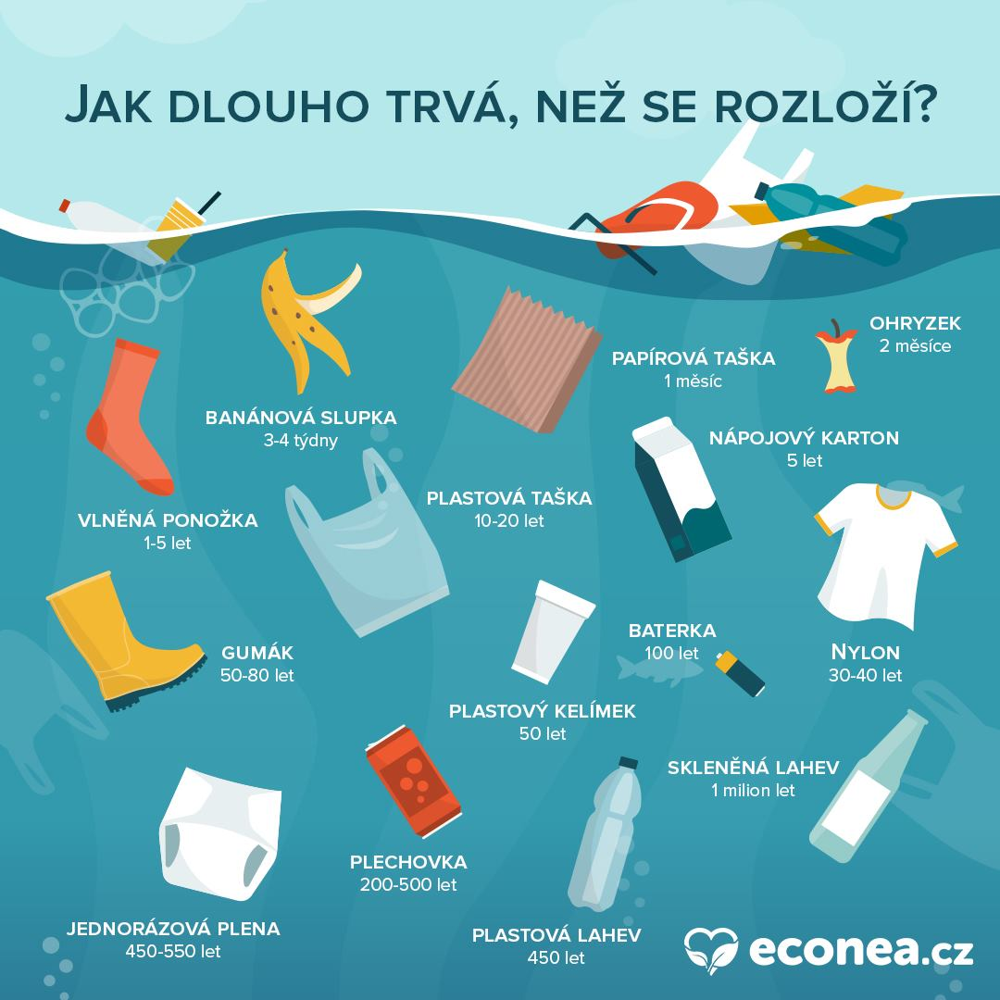 JAK DLOUHO TRVÁ, NEŽ SE ROZLOŽÍ?
OHRYZEK
2 měsíce
PAPÍROVÁ TAŠKA
1 měsíc
BANÁNOVÁ SLUPKA
3-4 týdny
NÁPOJOVÝ KARTON
5 let
PLASTOVÁ TAŠKA
10-20 let
VLNĚNÁ PONOŽKA
1-5 let
BATERKA
100 let
GUMÁK
50-80 let
NYLON
30-40 let
PLASTOVÝ KELÍMEK
50 let
SKLENĚNÁ LAHEV
1 milion let
PLECHOVKA
200-500 let
JEDNORÁZOVÁ PLENA
450-550 let
PLASTOVÁ LAHEV
450 let
econea.cz